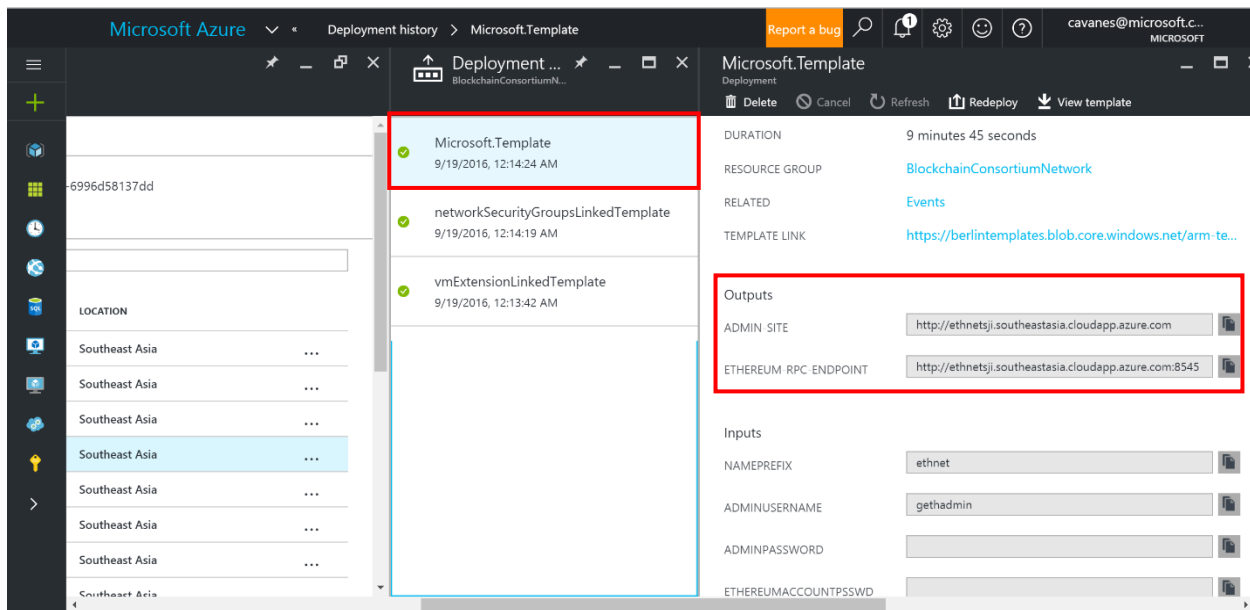 Microsoft Azure
Deployment history > Microsoft.Template
Report a bug
1
cavanes@microsoft.c...
MICROSOFT
-6996d58137dd
LOCATION
Southeast Asia ...
Southeast Asia ...
Southeast Asia ...
Southeast Asia ...
Southeast Asia ...
Southeast Asia ...
Southeast Asia ...
Southeast Asia
SQL
Deployment ...
BlockchainConsortiumN...
Microsoft.Template
9/19/2016, 12:14:24 AM
networkSecurityGroupsLinkedTemplate
9/19/2016, 12:14:19 AM
vmExtensionLinkedTemplate
9/19/2016, 12:13:42 AM
Microsoft.Template
Deployment
Delete Cancel Refresh Redeploy View template
DURATION 9 minutes 45 seconds
RESOURCE GROUP BlockchainConsortiumNetwork
RELATED Events
TEMPLATE LINK https://berlintemplates.blob.core.windows.net/arm-te...
Outputs
ADMIN-SITE http://ethnetsji.southeastasia.cloudapp.azure.com
ETHEREUM-RPC-ENDPOINT http://ethnetsji.southeastasia.cloudapp.azure.com:8545
Inputs
NAMEPREFIX ethnet
ADMINUSERNAME gethadmin
ADMINPASSWORD
ETHEREUMACCOUNTPSSWD